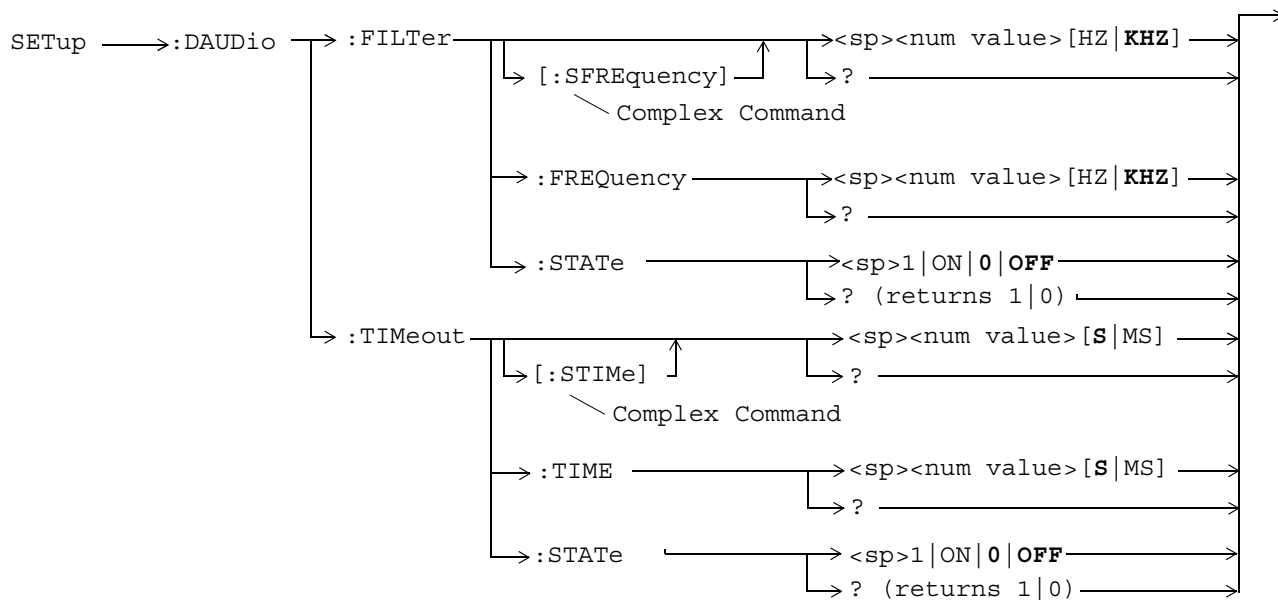 SETup :DAUDio :FILTer <sp><num value>[HZ|KHZ]
[:SFREquency] ?
Complex Command
:FREQuency <sp><num value>[HZ|KHZ]
?
:STATe <sp>1|ON|0|OFF
? (returns 1|0)
:TIMeout <sp><num value>[S|MS]
[:STIMe] ?
Complex Command
:TIME <sp><num value>[S|MS]
?
:STATe <sp>1|ON|0|OFF
? (returns 1|0)